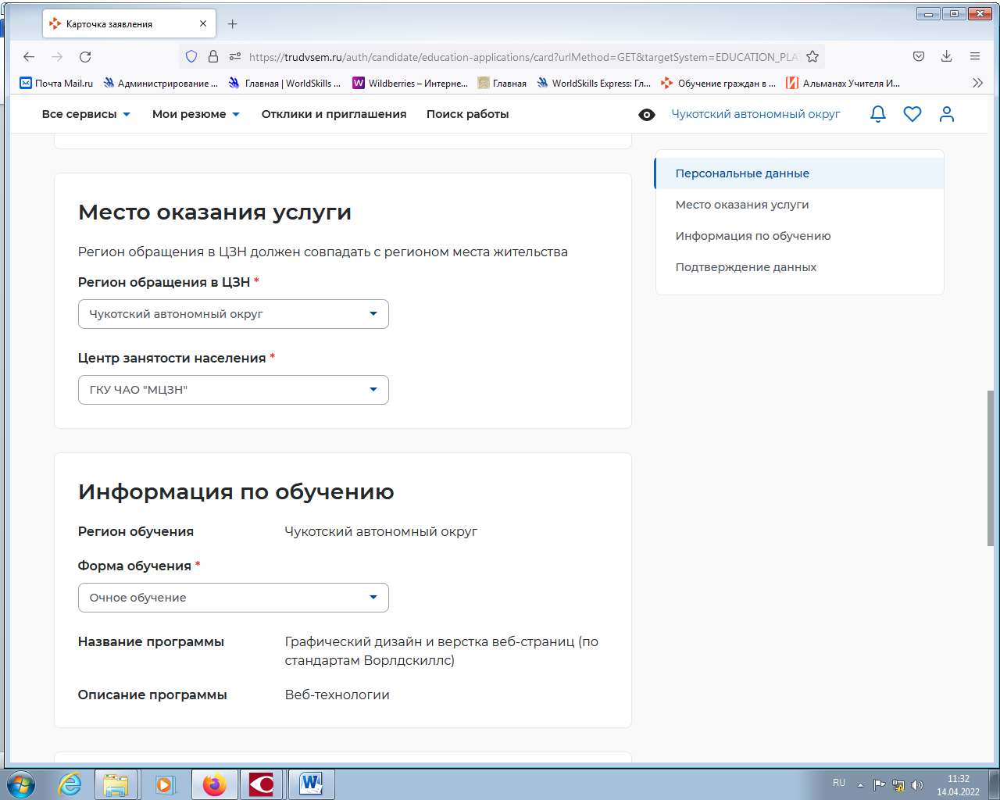 Карточка заявления
https://trudvsem.ru/auth/candidate/education-applications/card?urlMethod=GET&targetSystem=EDUCATION_PLA
Почта Mail.ru
Администрирование ...
Главная | WorldSkills ...
Wildberries – Интерне...
Главная
WorldSkills Express: Гл...
Обучение граждан в ...
Альманах Учителя И...
Все сервисы
Мои резюме
Отклики и приглашения
Поиск работы
Чукотский автономный округ
Персональные данные
Место оказания услуги
Информация по обучению
Подтверждение данных
Место оказания услуги
Регион обращения в ЦЗН должен совпадать с регионом места жительства
Регион обращения в ЦЗН *
Чукотский автономный округ
Центр занятости населения *
ГКУ ЧАО "МЦЗН"
Информация по обучению
Регион обучения Чукотский автономный округ
Форма обучения *
Очное обучение
Название программы Графический дизайн и верстка веб-страниц (по
стандартам Ворлдскиллс)
Описание программы Веб-технологии
RU
11:32
14.04.2022